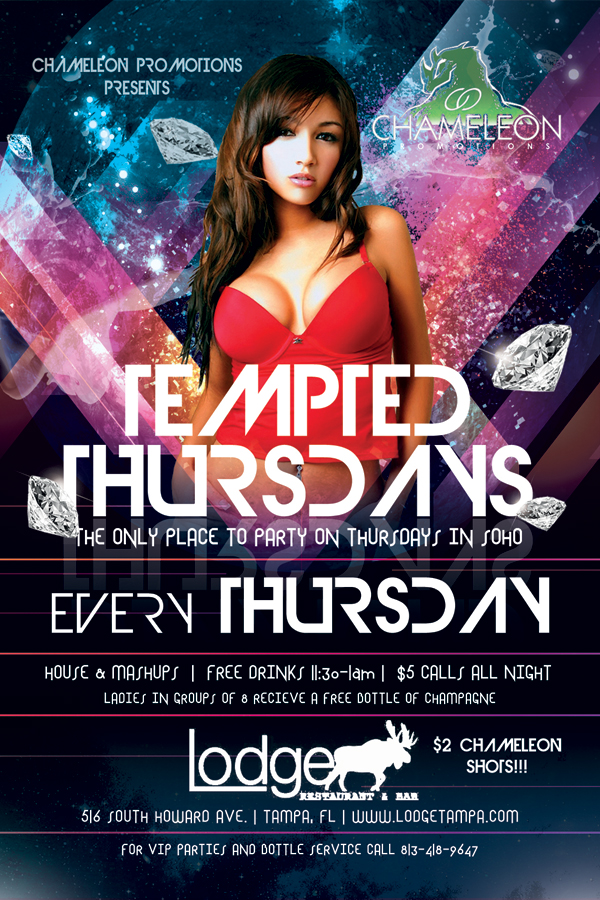 CHAMELEON PROMOTIONS
PRESENTS
CHAMELEON
PROMOTIONS
TEMPTED
THURSDAYS
THE ONLY PLACE TO PARTY ON THURSDAYS IN SOHO
EVERY THURSDAY
HOUSE & MASHUPS | FREE DRINKS 11:30-1am | $5 CALLS ALL NIGHT
LADIES IN GROUPS OF 8 RECIEVE A FREE BOTTLE OF CHAMPAGNE
Lodge
RESTAURANT & BAR
$2 CHAMELEON
SHOTS!!!
516 SOUTH HOWARD AVE. | TAMPA, FL | WWW.LODGETAMPA.COM
FOR VIP PARTIES AND BOTTLE SERVICE CALL 813-418-9647